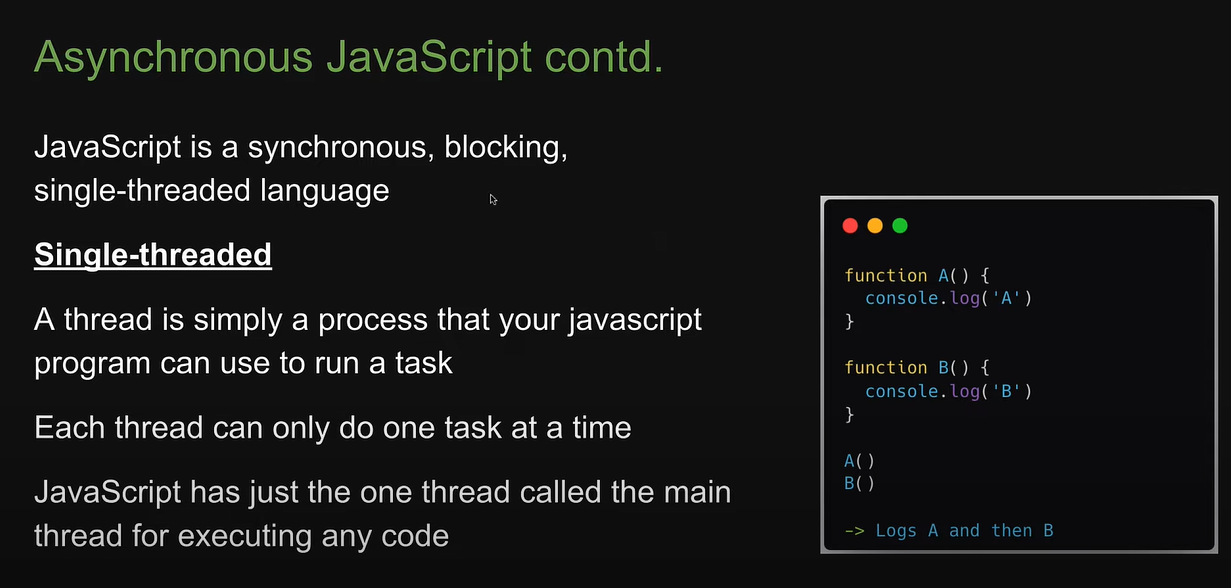 Asynchronous JavaScript contd.
JavaScript is a synchronous, blocking,
single-threaded language
Single-threaded
A thread is simply a process that your javascript
program can use to run a task
Each thread can only do one task at a time
JavaScript has just the one thread called the main
thread for executing any code
function A() {
  console.log('A')
}
function B() {
  console.log('B')
}
A()
B()
-> Logs A and then B